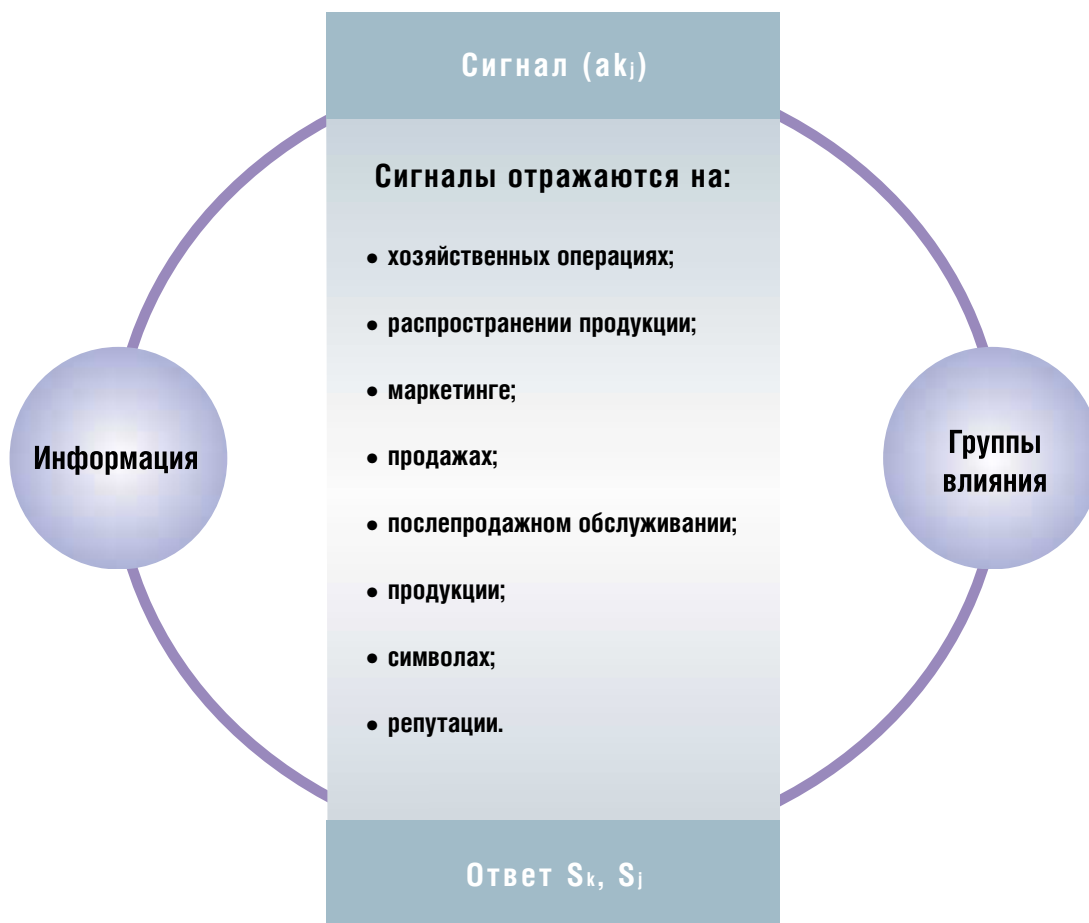 Сигнал (akj)
Сигналы отражаются на:
• хозяйственных операциях;
• распространении продукции;
• маркетинге;
• продажах;
• послепродажном обслуживании;
• продукции;
• символах;
• репутации.
Информация
Группы
влияния
Ответ Sk, Sj